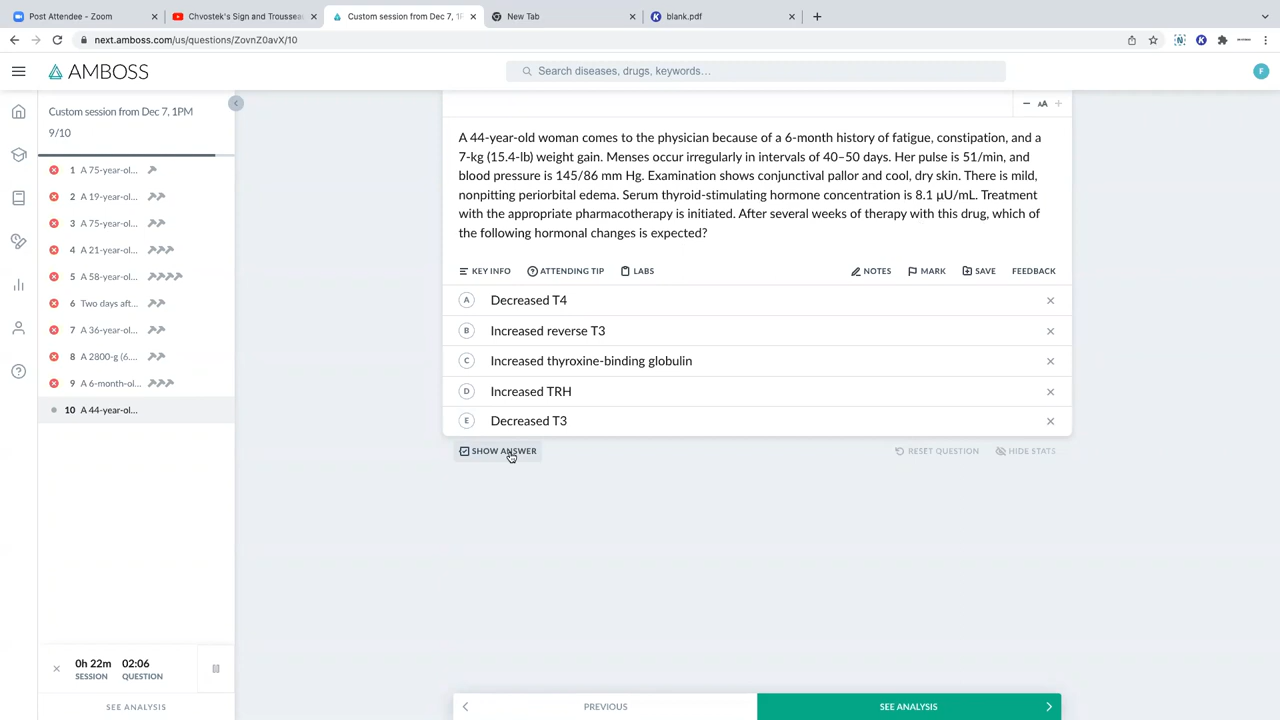 Post Attendee - Zoom
Chvostek's Sign and Trousseau
Custom session from Dec 7, 1P
New Tab
blank.pdf
next.amboss.com/us/questions/ZovnZ0avX/10
AMBOSS
Search diseases, drugs, keywords…
F
Custom session from Dec 7, 1PM
9/10
1 A 75-year-ol...
2 A 19-year-ol...
3 A 75-year-ol...
4 A 21-year-ol...
5 A 58-year-ol...
6 Two days aft...
7 A 36-year-ol...
8 A 2800-g (6....
9 A 6-month-ol...
10 A 44-year-ol...
0h 22m 02:06
SESSION QUESTION
SEE ANALYSIS
AA
A 44-year-old woman comes to the physician because of a 6-month history of fatigue, constipation, and a
7-kg (15.4-lb) weight gain. Menses occur irregularly in intervals of 40–50 days. Her pulse is 51/min, and
blood pressure is 145/86 mm Hg. Examination shows conjunctival pallor and cool, dry skin. There is mild,
nonpitting periorbital edema. Serum thyroid-stimulating hormone concentration is 8.1 μU/mL. Treatment
with the appropriate pharmacotherapy is initiated. After several weeks of therapy with this drug, which of
the following hormonal changes is expected?
KEY INFO ATTENDING TIP LABS NOTES MARK SAVE FEEDBACK
A Decreased T4
B Increased reverse T3
C Increased thyroxine-binding globulin
D Increased TRH
E Decreased T3
SHOW ANSWER RESET QUESTION HIDE STATS
PREVIOUS SEE ANALYSIS